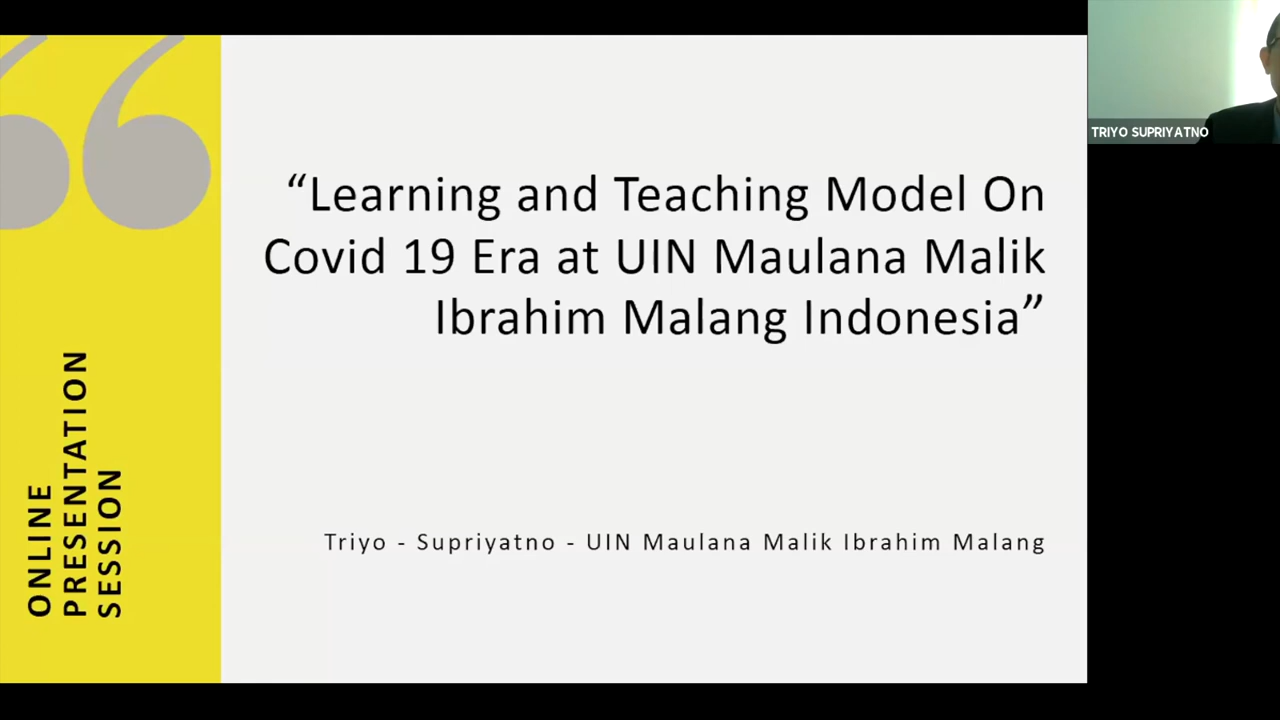 “Learning and Teaching Model On
Covid 19 Era at UIN Maulana Malik
Ibrahim Malang Indonesia”
Triyo - Supriyatno - UIN Maulana Malik Ibrahim Malang
ONLINE
PRESENTATION
SESSION
TRIYO SUPRIYATNO